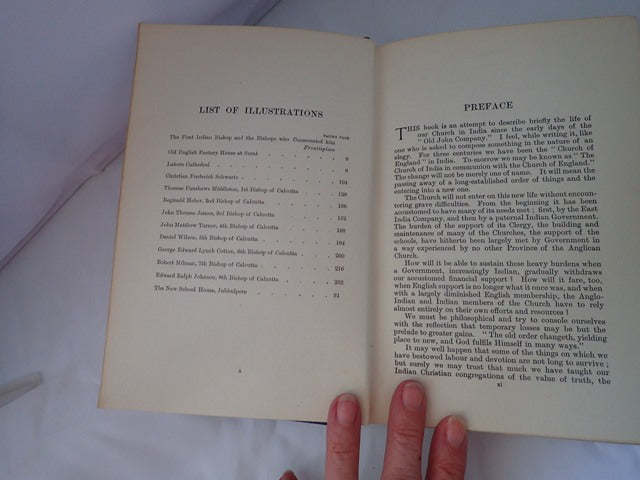 LIST OF ILLUSTRATIONS
FACING PAGE
The First Indian Bishop and the Bishops who Consecrated him
Frontispiece
Old English Factory House at Surat . . . . 8
Lahore Cathedral . . . . . . 8
Christian Frederick Schwartz . . . . . 104
Thomas Fanshawe Middleton, 1st Bishop of Calcutta . 128
Reginald Heber, 2nd Bishop of Calcutta . . . 136
John Thomas James, 3rd Bishop of Calcutta . . . 152
John Matthew Turner, 4th Bishop of Calcutta . . . 168
Daniel Wilson, 5th Bishop of Calcutta . . . . 184
George Edward Lynch Cotton, 6th Bishop of Calcutta . 200
Robert Milman, 7th Bishop of Calcutta . . . . 216
Edward Ralph Johnson, 8th Bishop of Calcutta . . 232
The New School House, Jubbulpore . . . .
x
PREFACE
THIS book is an attempt to describe briefly the life of
our Church in India since the early days of the
"Old John Company." I feel, while writing it, like
one who is asked to compose something in the nature of an
elegy. For three centuries we have been the "Church of
England" in India. To-morrow we may be known as "The
Church of India in communion with the Church of England."
The change will not be merely one of name. It will mean the
passing away of a long-established order of things and the
entering into a new one.
The Church will not enter on this new life without encoun-
tering grave difficulties. From the beginning it has been
accustomed to have many of its needs met; first, by the East
India Company, and then by a paternal Indian Government.
The burden of the support of its Clergy, the building and
maintenance of many of the Churches, the support of the
schools, have hitherto been largely met by Government in
a way experienced by no other Province of the Anglican
Church.
How will it be able to sustain these heavy burdens when
a Government, increasingly Indian, gradually withdraws
our accustomed financial support? How will it fare, too,
when English support is no longer what it once was, and when
with a largely diminished English membership, the Anglo-
Indian and Indian members of the Church have to rely
almost entirely on their own efforts and resources!
We must be philosophical and try to console ourselves
with the reflection that temporary losses may be but the
prelude to greater gains. "The old order changeth, yielding
place to new, and God fulfils Himself in many ways."
It may well happen that some of the things on which we
have bestowed labour and devotion are not long to survive;
but surely we may trust that much we have taught our
Indian Christian congregations of the value of truth, the
xi